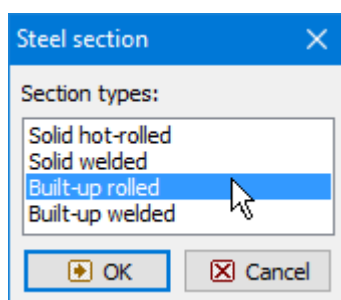 Steel section
Section types:
Solid hot-rolled
Solid welded
Built-up rolled
Built-up welded
OK Cancel